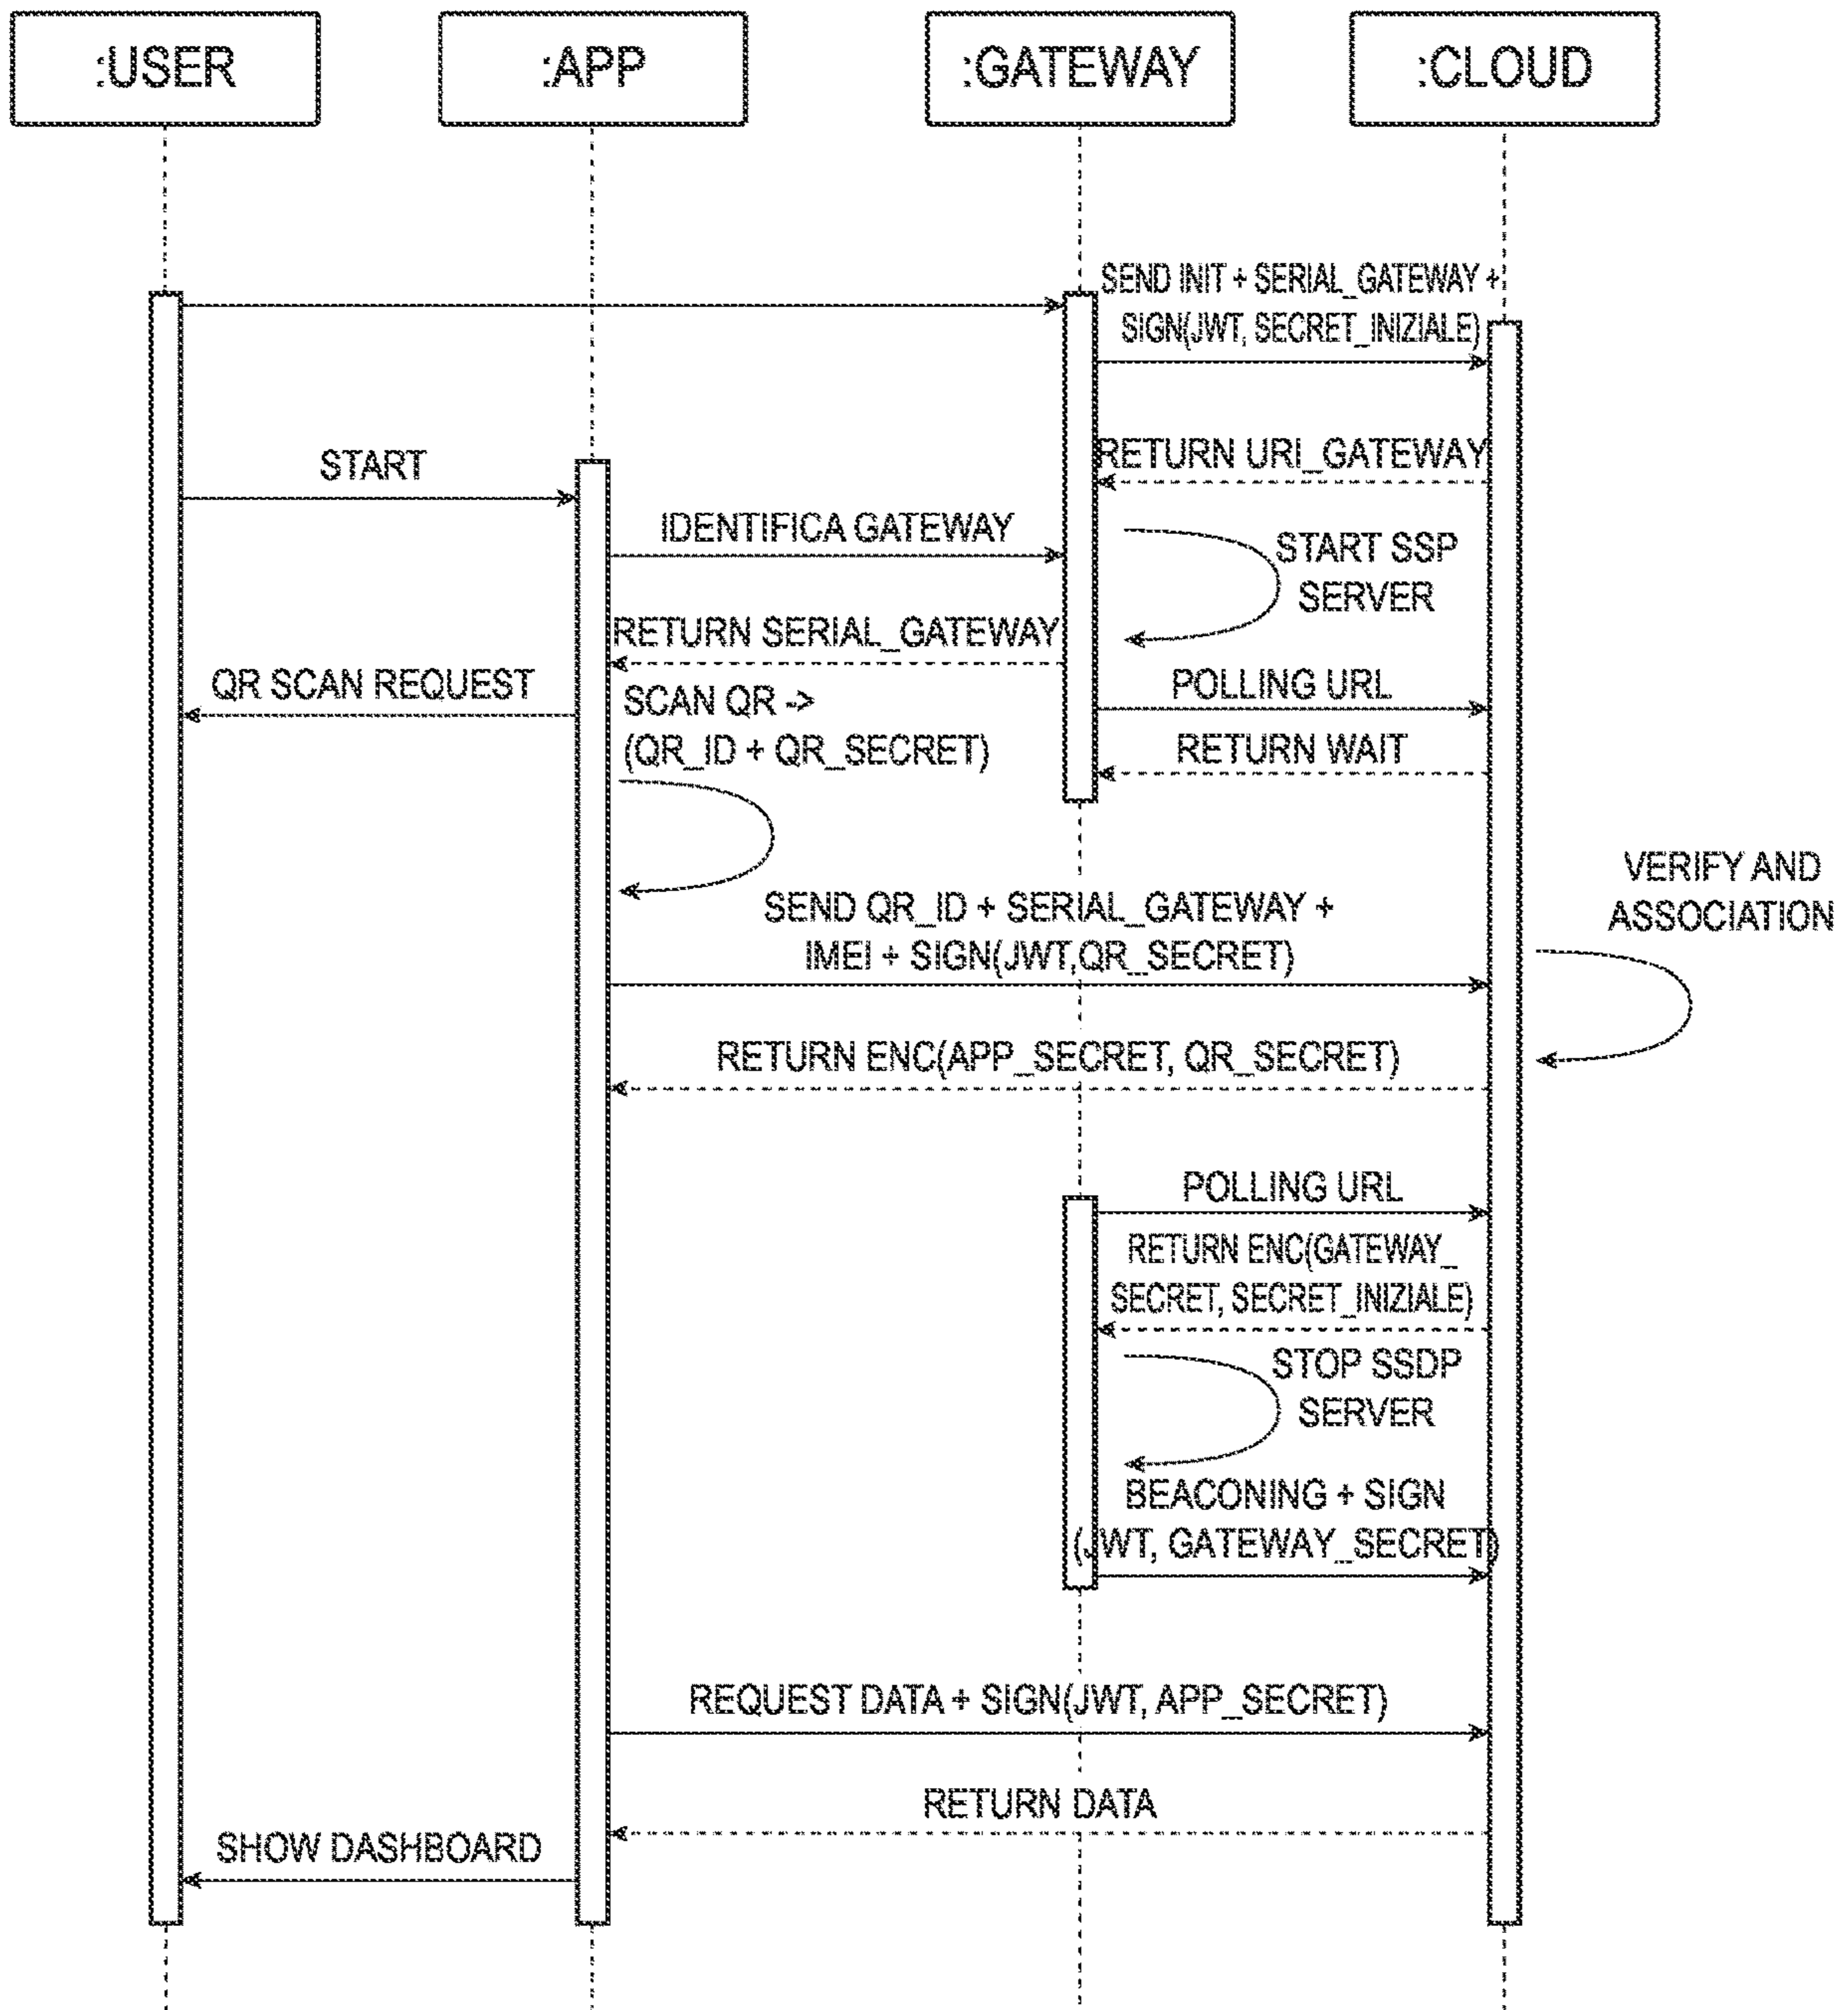 :USER
:APP
:GATEWAY
:CLOUD
SEND INIT + SERIAL_GATEWAY +
SIGN(JWT, SECRET_INIZIALE)
START
RETURN URI_GATEWAY
IDENTIFICA GATEWAY
START SSP
SERVER
RETURN SERIAL_GATEWAY
QR SCAN REQUEST
SCAN QR ->
(QR_ID + QR_SECRET)
POLLING URL
RETURN WAIT
VERIFY AND
ASSOCIATION
SEND QR_ID + SERIAL_GATEWAY +
IMEI + SIGN(JWT,QR_SECRET)
RETURN ENC(APP_SECRET, QR_SECRET)
POLLING URL
RETURN ENC(GATEWAY_
SECRET, SECRET_INIZIALE)
STOP SSDP
SERVER
BEACONING + SIGN
(JWT, GATEWAY_SECRET)
REQUEST DATA + SIGN(JWT, APP_SECRET)
RETURN DATA
SHOW DASHBOARD